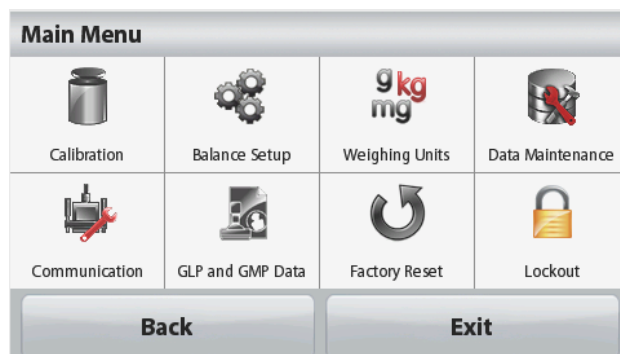 Main Menu
g kg
mg
Calibration
Balance Setup
Weighing Units
Data Maintenance
Communication
GLP and GMP Data
Factory Reset
Lockout
Back
Exit